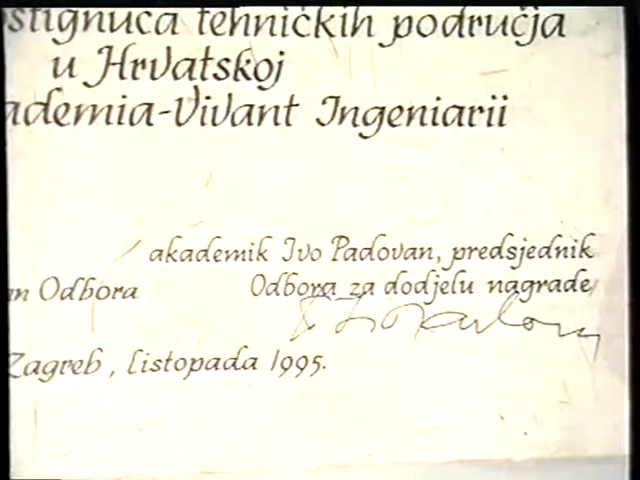 stignuća tehničkih područja
u Hrvatskoj
ademia-Vivant Ingeniarii
akademik Ivo Padovan, predsjednik
n Odbora Odbora za dodjelu nagrade
Zagreb, listopada 1995.